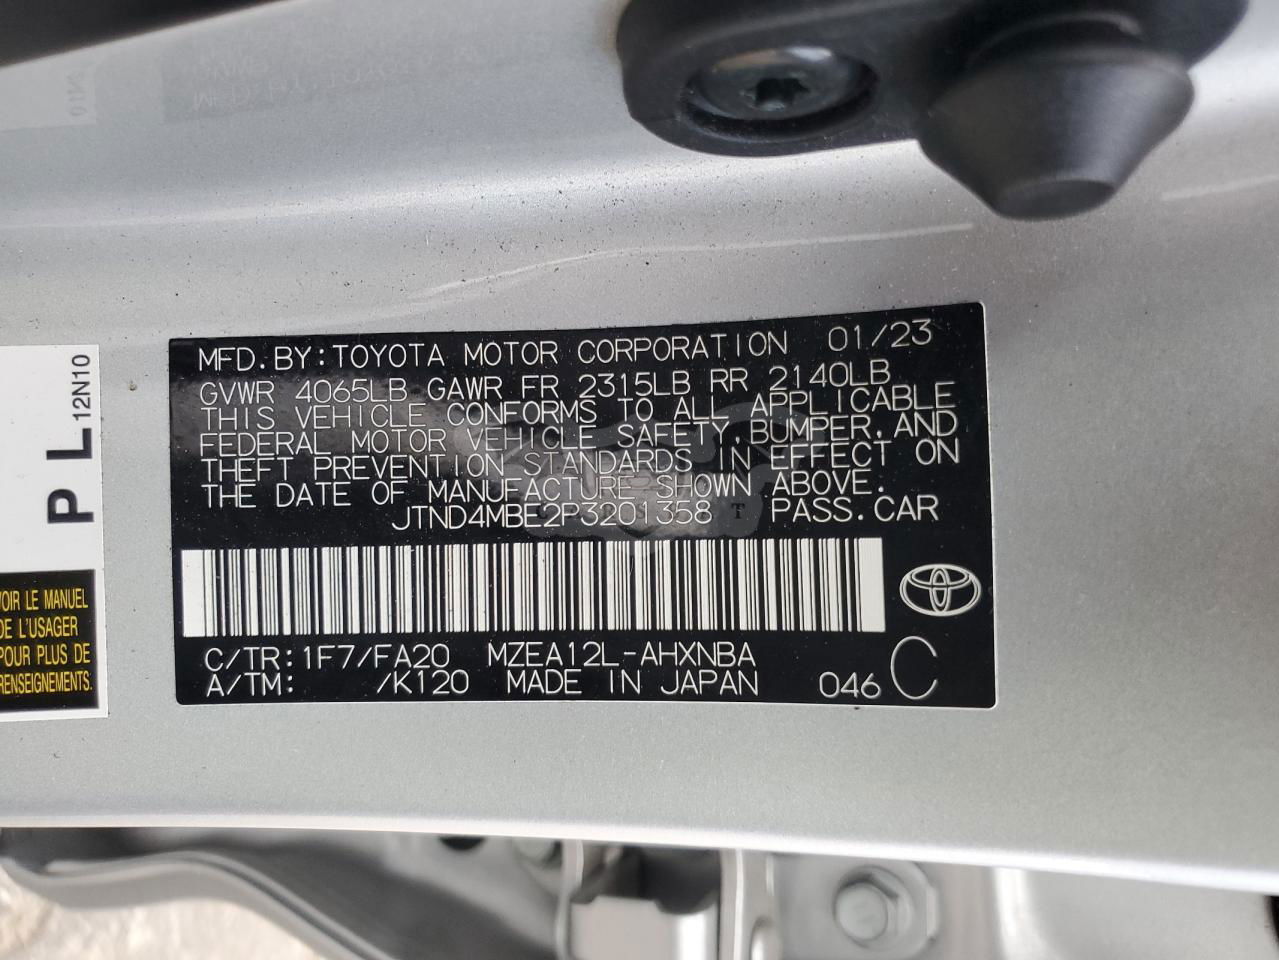 MFD. BY: TOYOTA MOTOR CORPORATION 01/23
GVWR 4065LB GAWR FR 2315LB RR 2140LB
THIS VEHICLE CONFORMS TO ALL APPLICABLE
FEDERAL MOTOR VEHICLE SAFETY, BUMPER, AND
THEFT PREVENTION STANDARDS IN EFFECT ON
THE DATE OF MANUFACTURE SHOWN ABOVE.
JTND4MBE2P3201358 PASS. CAR
C/TR: 1F7/FA20 MZEA12L-AHXNBA
A/TM: /K120 MADE IN JAPAN 046 C
P L 12N10
VOIR LE MANUEL
DE L'USAGER
POUR PLUS DE
RENSEIGNEMENTS.